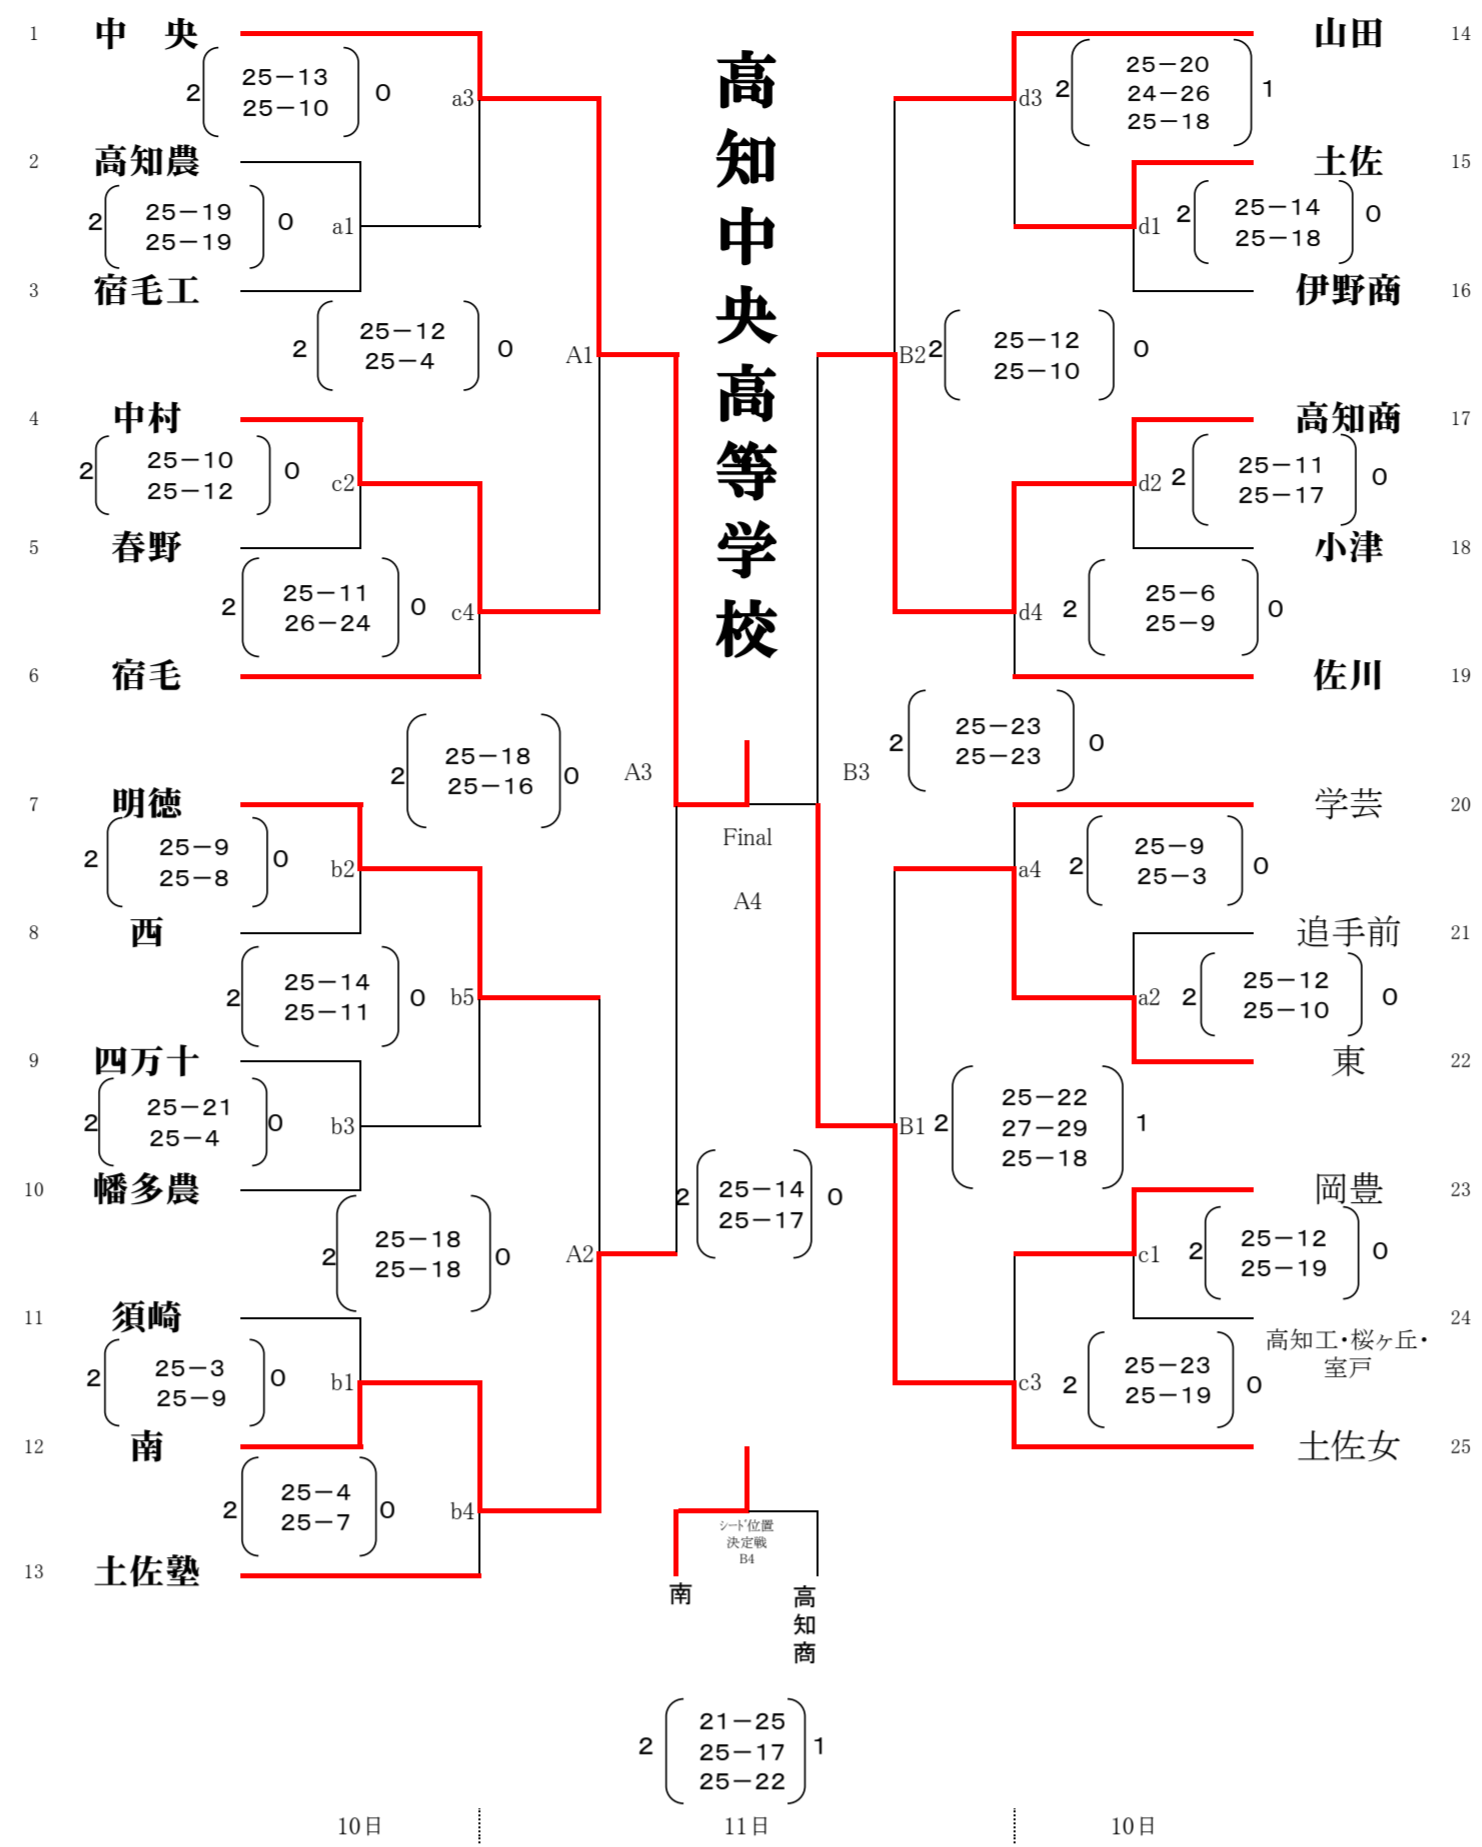 高知中央高等学校
1 中　央
2 ( 25－13 25－10 ) 0 a3
2 高知農
2 ( 25－19 25－19 ) 0 a1
3 宿毛工
2 ( 25－12 25－4 ) 0 A1
4 中村
2 ( 25－10 25－12 ) 0 c2
5 春野
2 ( 25－11 26－24 ) 0 c4
6 宿毛
2 ( 25－18 25－16 ) 0 A3
7 明徳
2 ( 25－9 25－8 ) 0 b2
8 西
2 ( 25－14 25－11 ) 0 b5
9 四万十
2 ( 25－21 25－4 ) 0 b3
10 幡多農
2 ( 25－18 25－18 ) 0 A2
11 須崎
2 ( 25－3 25－9 ) 0 b1
12 南
2 ( 25－4 25－7 ) 0 b4
13 土佐塾
Final
A4
2 ( 25－14 25－17 ) 0
山田 14
d3 2 ( 25－20 24－26 25－18 ) 1
土佐 15
d1 2 ( 25－14 25－18 ) 0
伊野商 16
B2 2 ( 25－12 25－10 ) 0
高知商 17
d2 2 ( 25－11 25－17 ) 0
小津 18
d4 2 ( 25－6 25－9 ) 0
佐川 19
B3 2 ( 25－23 25－23 ) 0
学芸 20
a4 2 ( 25－9 25－3 ) 0
追手前 21
a2 2 ( 25－12 25－10 ) 0
東 22
B1 2 ( 25－22 27－29 25－18 ) 1
岡豊 23
c1 2 ( 25－12 25－19 ) 0
24
高知工・桜ヶ丘・
室戸
c3 2 ( 25－23 25－19 ) 0
土佐女 25
シード位置
決定戦
B4
南
高知商
2 ( 21－25 25－17 25－22 ) 1
10日 11日 10日